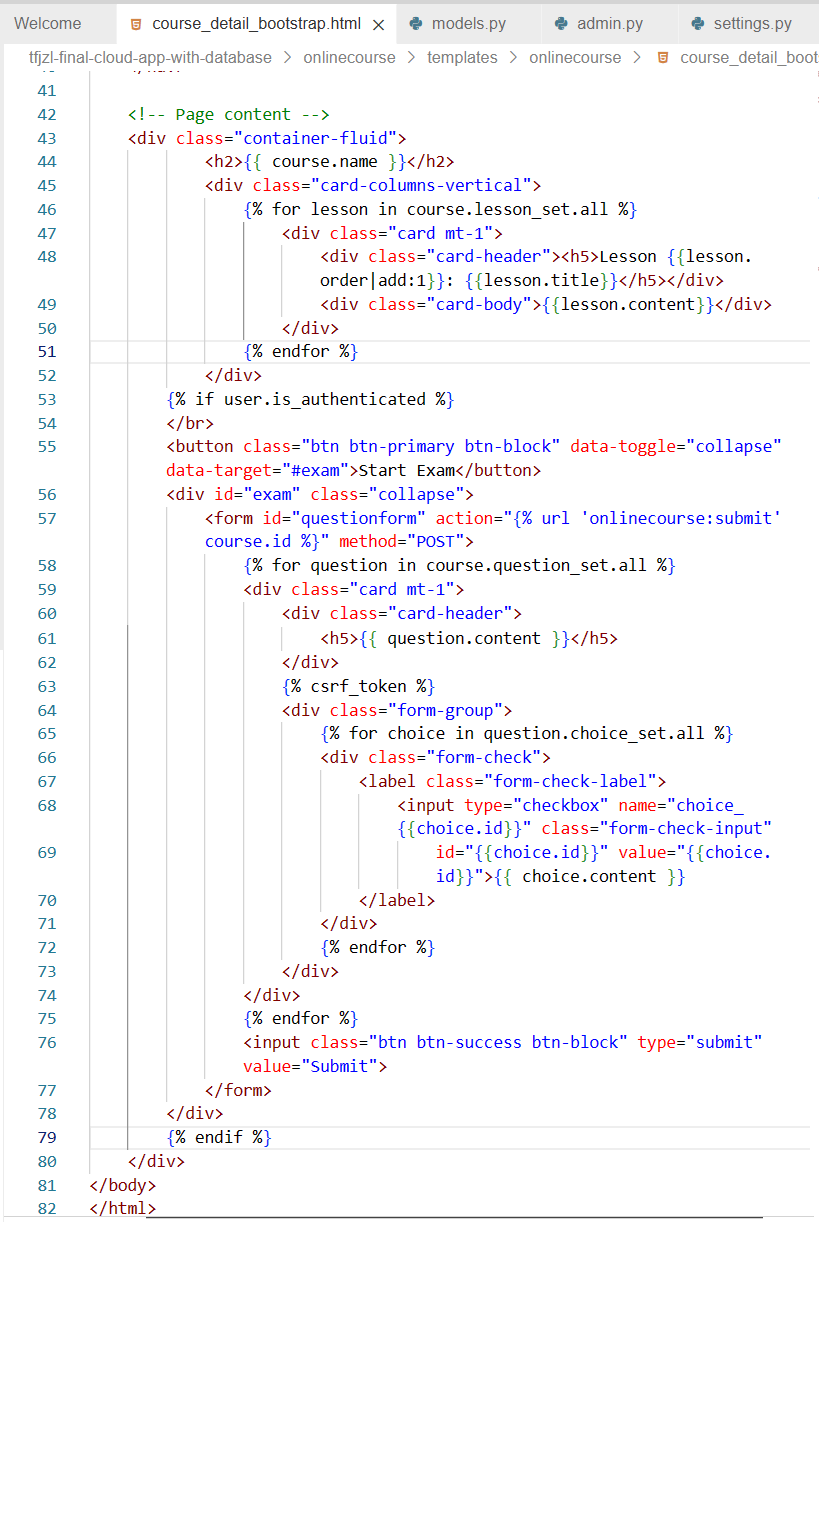 Welcome course_detail_bootstrap.html models.py admin.py settings.py
tfjzl-final-cloud-app-with-database > onlinecourse > templates > onlinecourse > course_detail_boot
41
42 <!-- Page content -->
43 <div class="container-fluid">
44 <h2>{{ course.name }}</h2>
45 <div class="card-columns-vertical">
46 {% for lesson in course.lesson_set.all %}
47 <div class="card mt-1">
48 <div class="card-header"><h5>Lesson {{lesson.
order|add:1}}: {{lesson.title}}</h5></div>
49 <div class="card-body">{{lesson.content}}</div>
50 </div>
51 {% endfor %}
52 </div>
53 {% if user.is_authenticated %}
54 </br>
55 <button class="btn btn-primary btn-block" data-toggle="collapse"
data-target="#exam">Start Exam</button>
56 <div id="exam" class="collapse">
57 <form id="questionform" action="{% url 'onlinecourse:submit'
course.id %}" method="POST">
58 {% for question in course.question_set.all %}
59 <div class="card mt-1">
60 <div class="card-header">
61 <h5>{{ question.content }}</h5>
62 </div>
63 {% csrf_token %}
64 <div class="form-group">
65 {% for choice in question.choice_set.all %}
66 <div class="form-check">
67 <label class="form-check-label">
68 <input type="checkbox" name="choice_
{{choice.id}}" class="form-check-input"
69 id="{{choice.id}}" value="{{choice.
id}}">{{ choice.content }}
70 </label>
71 </div>
72 {% endfor %}
73 </div>
74 </div>
75 {% endfor %}
76 <input class="btn btn-success btn-block" type="submit"
value="Submit">
77 </form>
78 </div>
79 {% endif %}
80 </div>
81 </body>
82 </html>